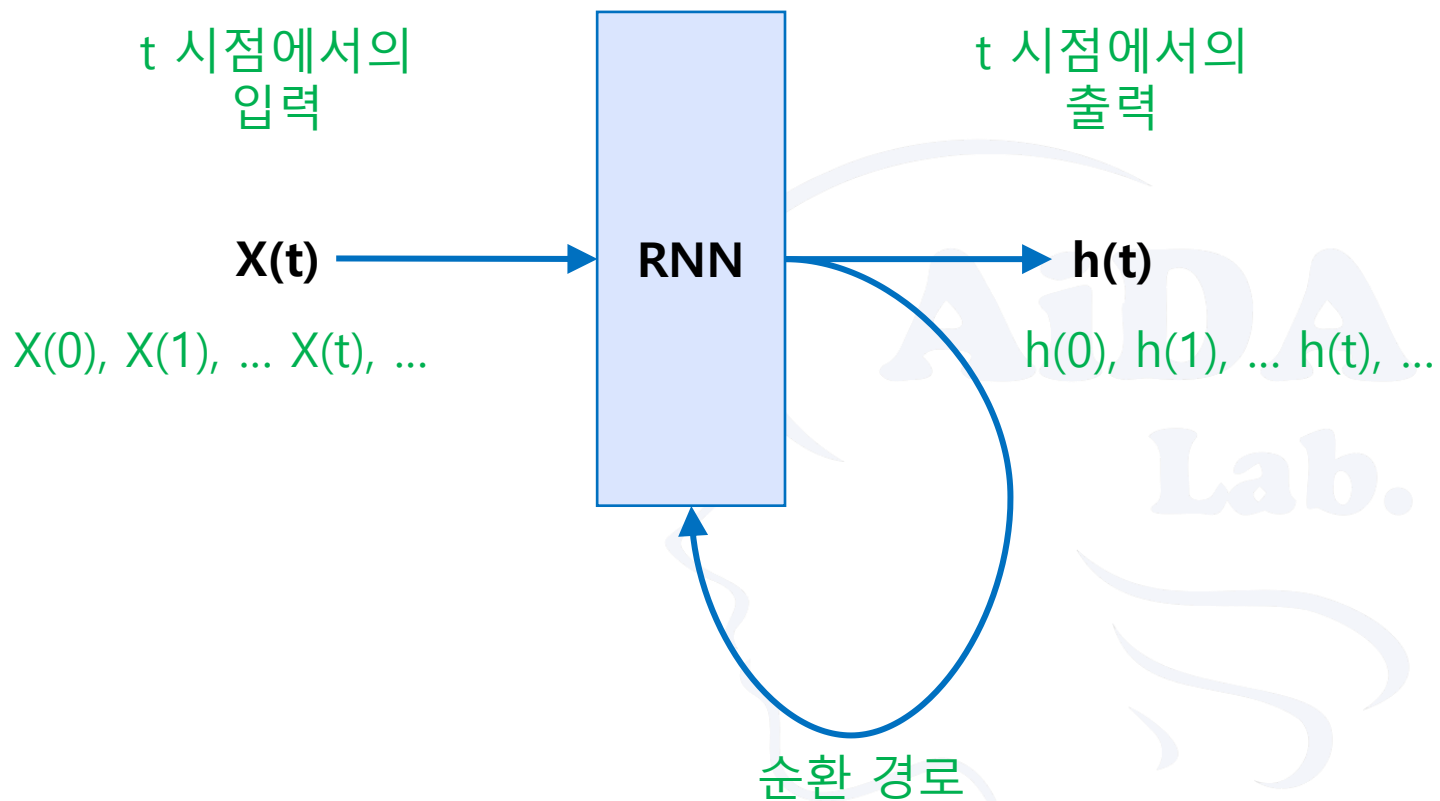 t 시점에서의
입력
t 시점에서의
출력
X(t)
RNN
h(t)
X(0), X(1), ... X(t), ...
h(0), h(1), ... h(t), ...
AiDA
Lab.
순환 경로